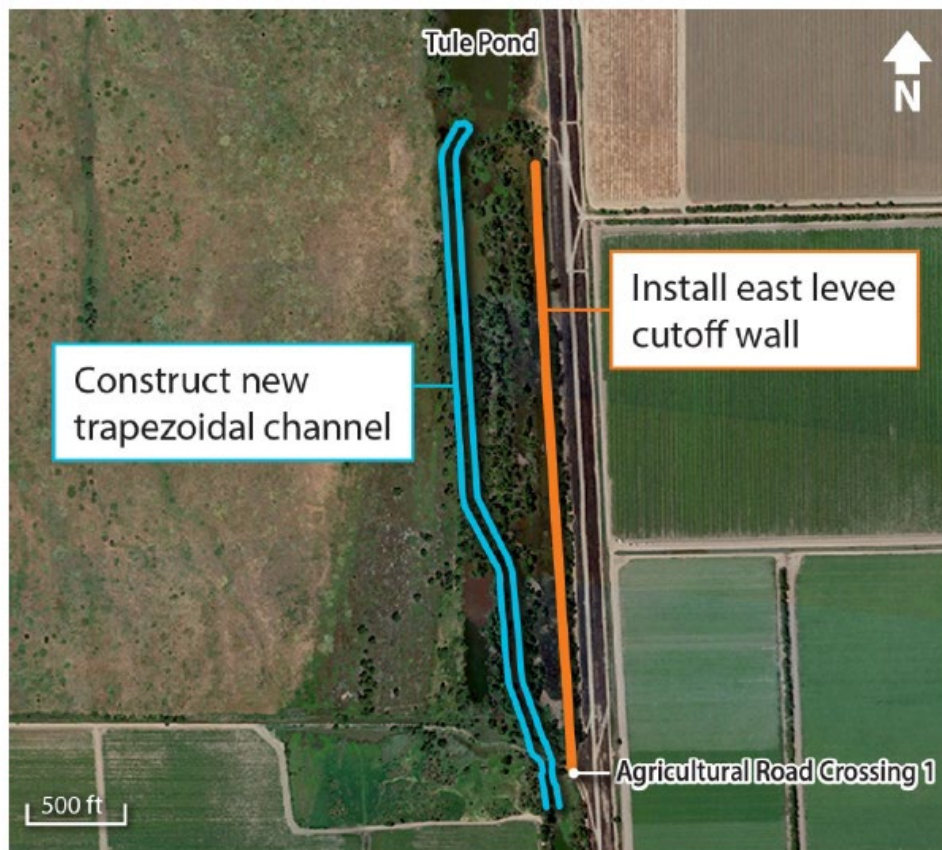 Tule Pond
N
Install east levee
cutoff wall
Construct new
trapezoidal channel
Agricultural Road Crossing 1
500 ft